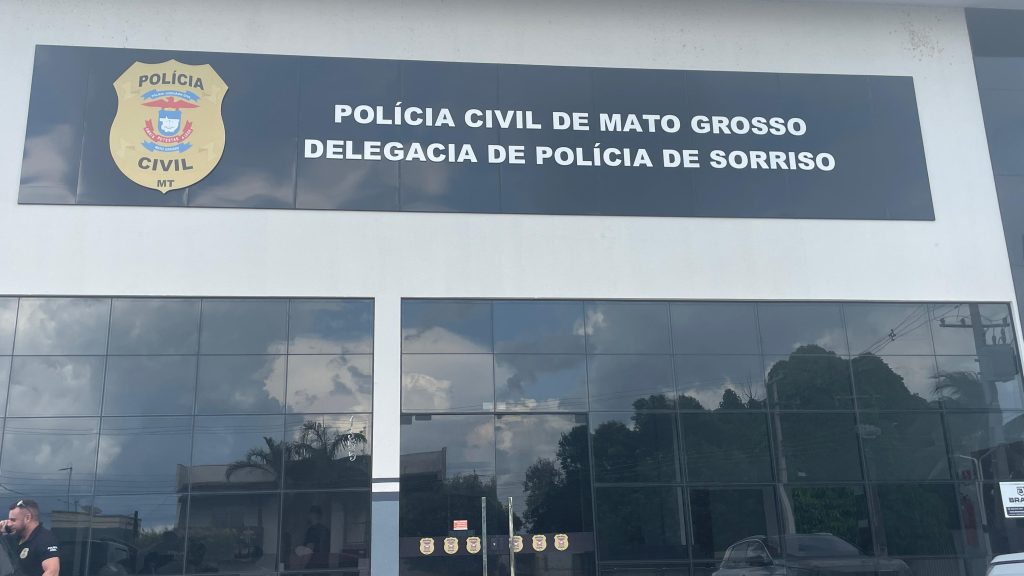 POLÍCIA
CIVIL
MT
POLÍCIA CIVIL DE MATO GROSSO
DELEGACIA DE POLÍCIA DE SORRISO